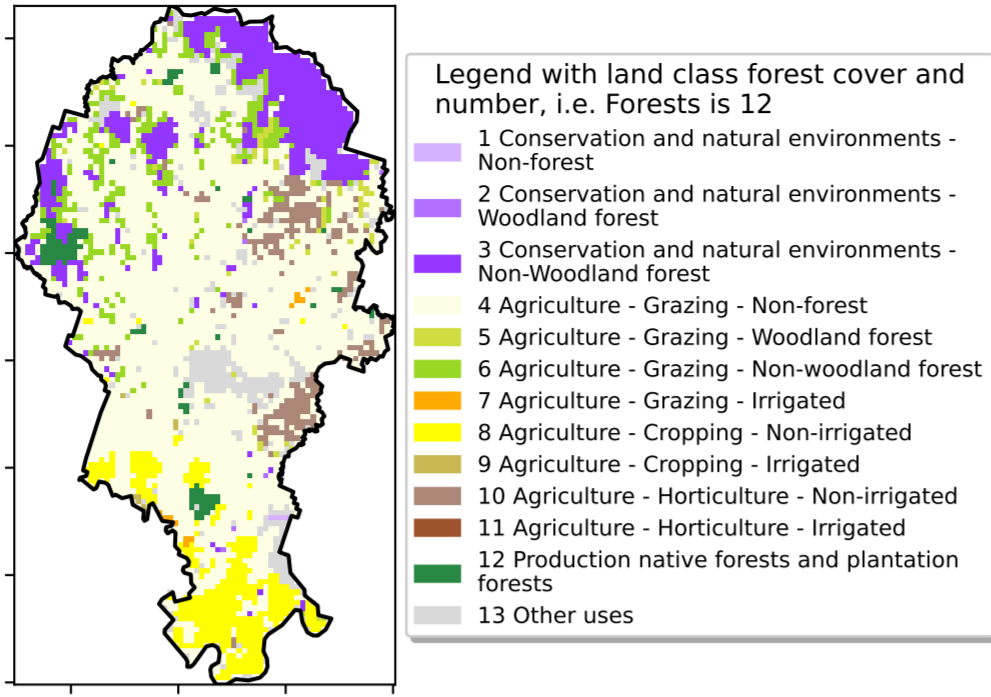 Legend with land class forest cover and
number, i.e. Forests is 12
1 Conservation and natural environments -
Non-forest
2 Conservation and natural environments -
Woodland forest
3 Conservation and natural environments -
Non-Woodland forest
4 Agriculture - Grazing - Non-forest
5 Agriculture - Grazing - Woodland forest
6 Agriculture - Grazing - Non-woodland forest
7 Agriculture - Grazing - Irrigated
8 Agriculture - Cropping - Non-irrigated
9 Agriculture - Cropping - Irrigated
10 Agriculture - Horticulture - Non-irrigated
11 Agriculture - Horticulture - Irrigated
12 Production native forests and plantation
forests
13 Other uses